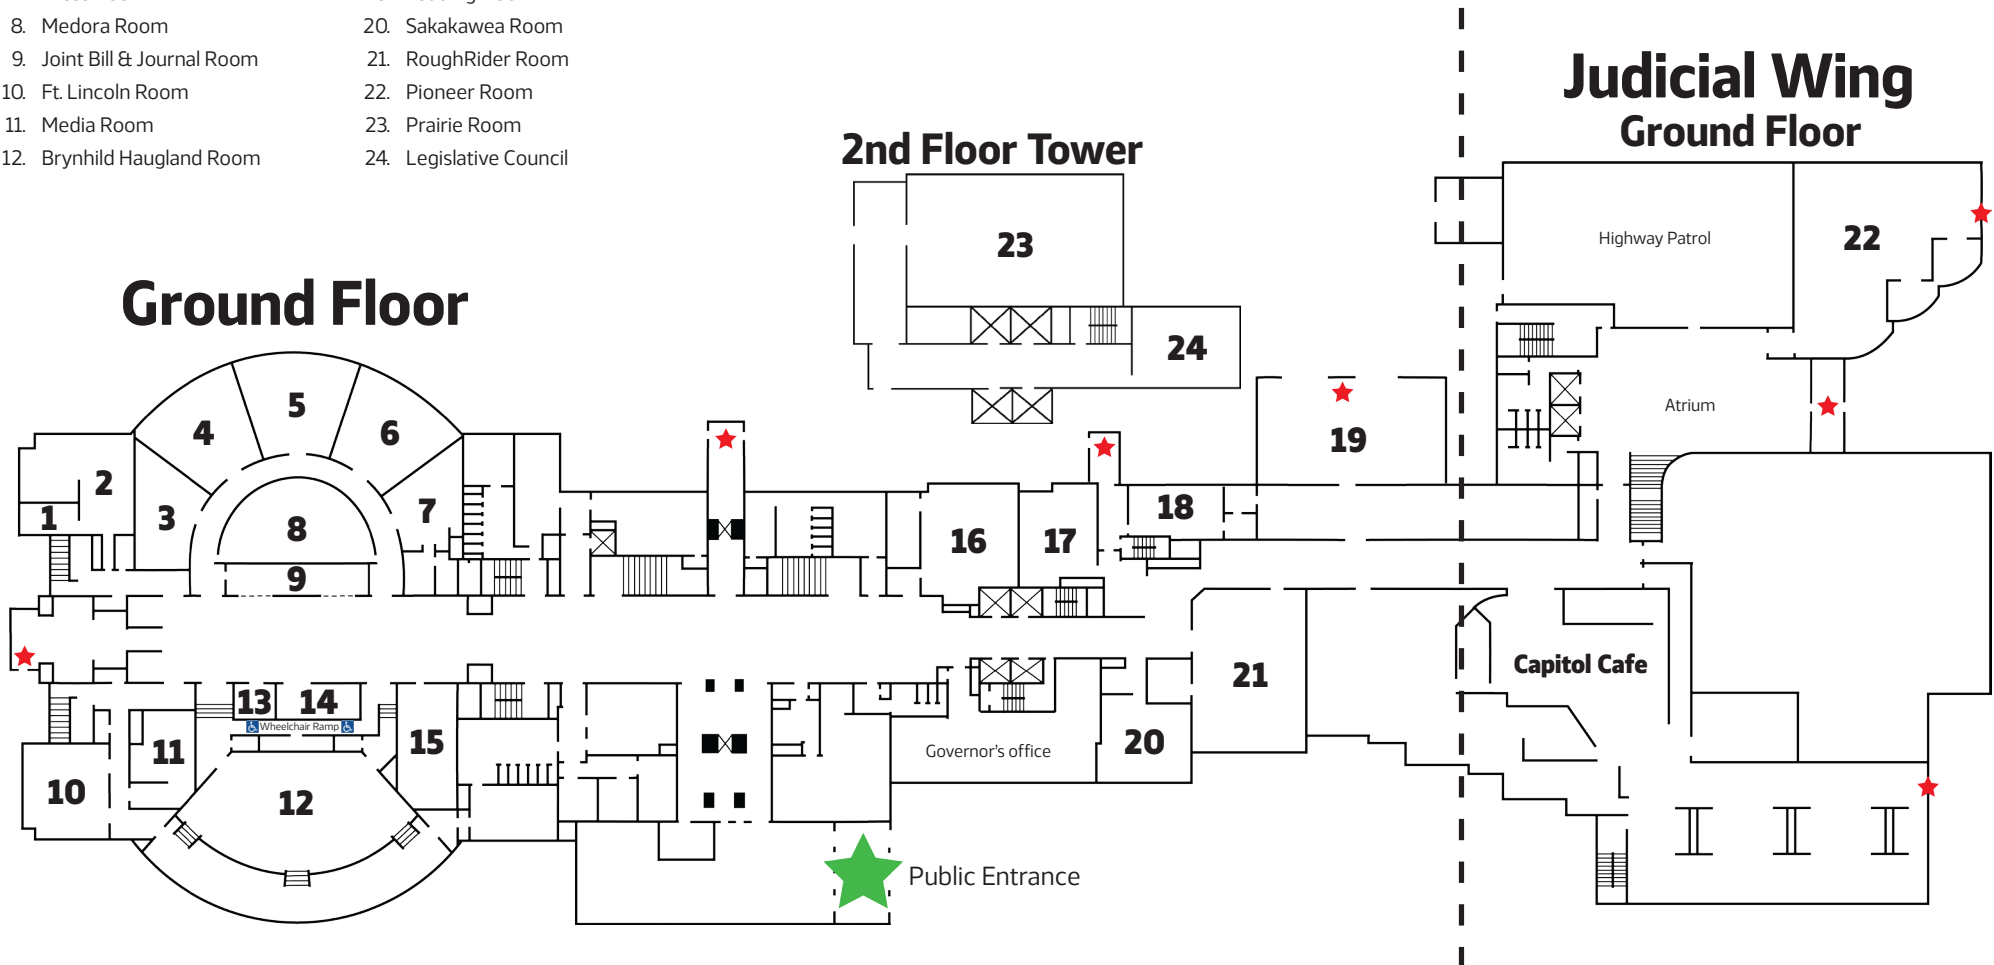 8. Medora Room
9. Joint Bill & Journal Room
10. Ft. Lincoln Room
11. Media Room
12. Brynhild Haugland Room
20. Sakakawea Room
21. RoughRider Room
22. Pioneer Room
23. Prairie Room
24. Legislative Council
2nd Floor Tower
23
24
Judicial Wing
Ground Floor
Highway Patrol
22
Atrium
Capitol Cafe
Ground Floor
1
2
3
4
5
6
7
8
9
10
11
12
13
14
Wheelchair Ramp
15
16
17
18
19
20
21
Governor's office
Public Entrance